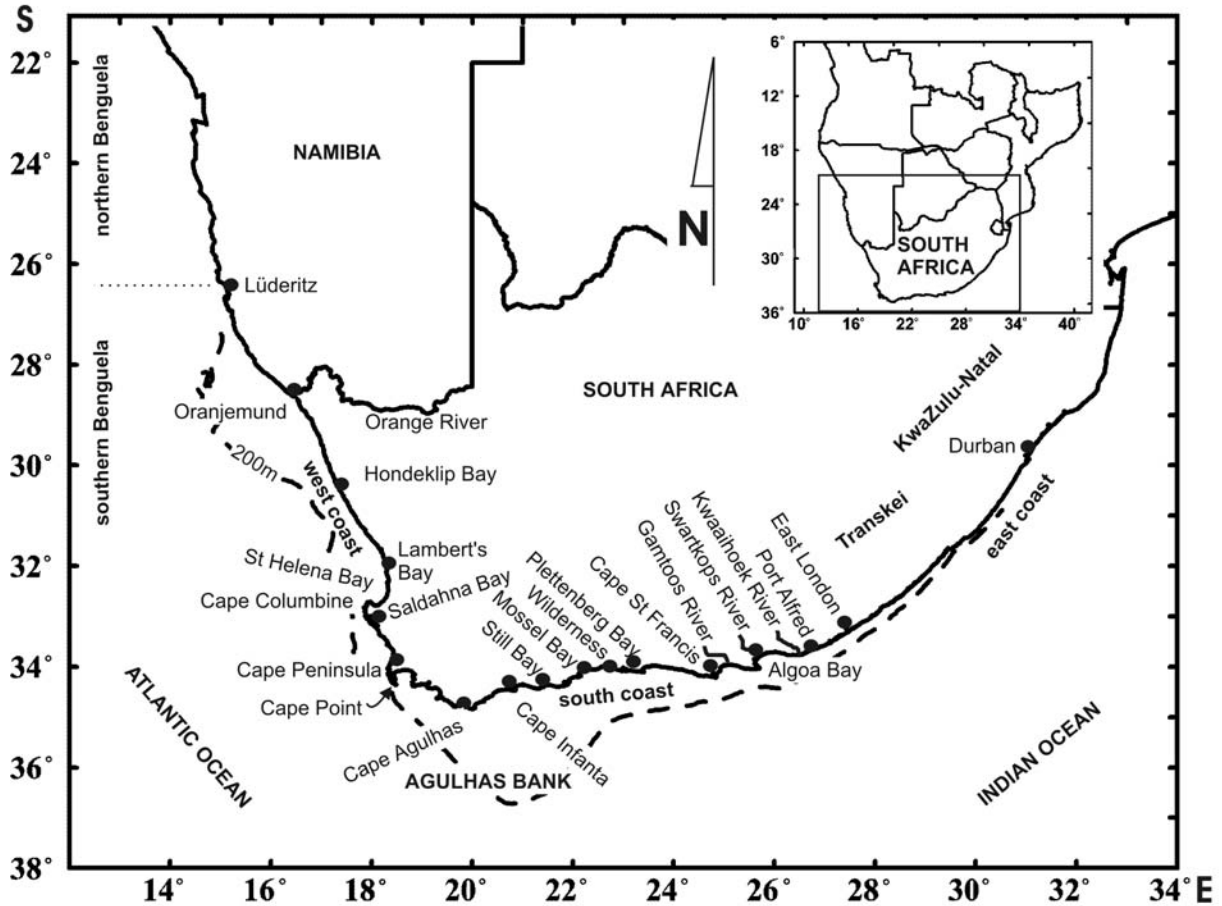 S
22°
24°
26°
28°
30°
32°
34°
36°
38°
northern Benguela
southern Benguela
NAMIBIA
Lüderitz
Oranjemund
Orange River
200m
west coast
Hondeklip Bay
St Helena Bay
Lambert's
Bay
Cape Columbine
Saldahna Bay
Cape Peninsula
Cape Point
Cape Agulhas
AGULHAS BANK
Cape Infanta
Still Bay
Mossel Bay
Wilderness
Plettenberg Bay
Cape St Francis
Gamtoos River
Swartkops River
Kwaaihoek River
Port Alfred
East London
Algoa Bay
south coast
Transkei
KwaZulu-Natal
Durban
east coast
SOUTH AFRICA
ATLANTIC OCEAN
INDIAN OCEAN
N
6°
12°
18°
24°
30°
36°
SOUTH
AFRICA
10°
16°
22°
28°
34°
40°
14°
16°
18°
20°
22°
24°
26°
28°
30°
32°
34°
E